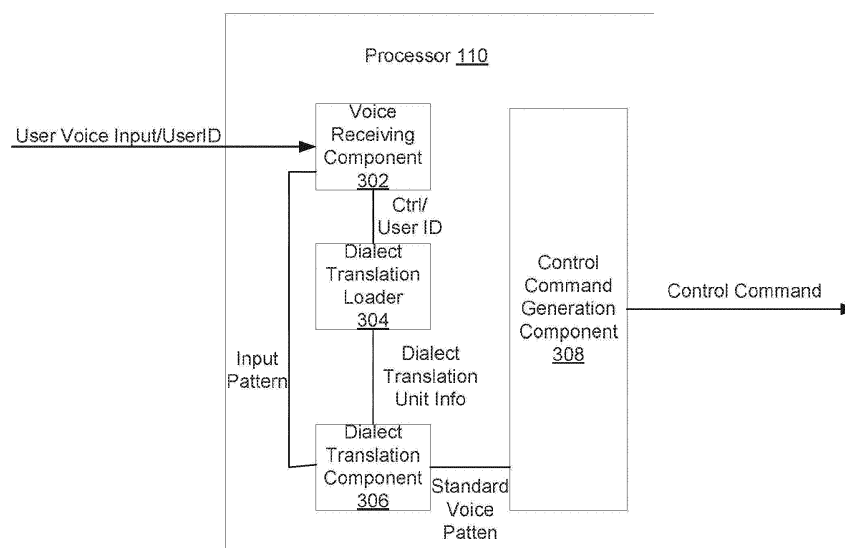 Processor 110
User Voice Input/UserID
Voice
Receiving
Component
302
Ctrl/
User ID
Dialect
Translation
Loader
304
Control
Command
Generation
Component
308
Control Command
Input
Pattern
Dialect
Translation
Unit Info
Dialect
Translation
Component
306
Standard
Voice
Patten